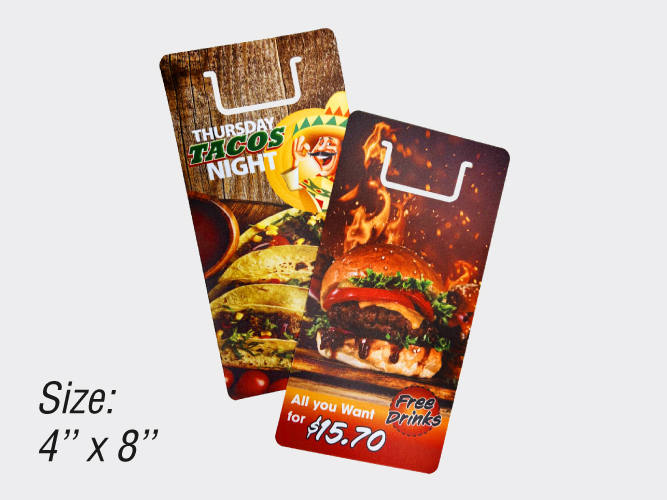 THURSDAY
TACOS
NIGHT
All you Want
for $15.70
Free
Drinks
Size:
4’’ x 8’’